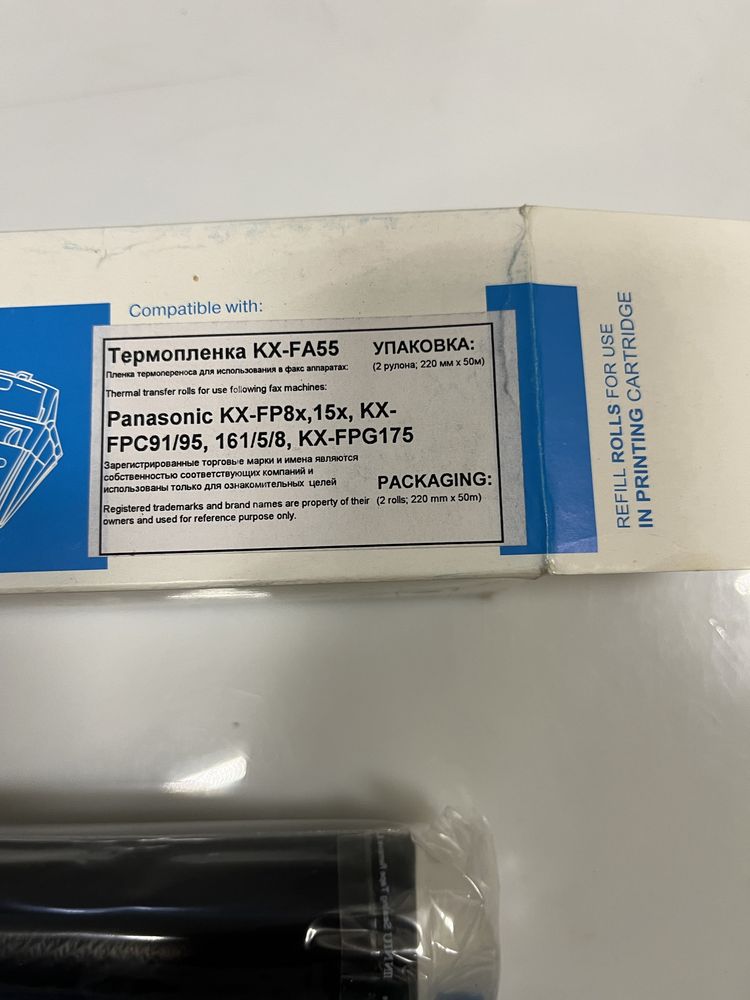 Compatible with:
Термопленка KX-FA55
Пленка термопереноса для использования в факс аппаратах:
Thermal transfer rolls for use following fax machines:
Panasonic KX-FP8x,15x, KX-
FPC91/95, 161/5/8, KX-FPG175
Зарегистрированные торговые марки и имена являются
собственностью соответствующих компаний и
использованы только для ознакомительных целей
Registered trademarks and brand names are property of their
owners and used for reference purpose only.
УПАКОВКА:
(2 рулона; 220 мм x 50м)
PACKAGING:
(2 rolls; 220 mm x 50m)
REFILL ROLLS FOR USE
IN PRINTING CARTRIDGE